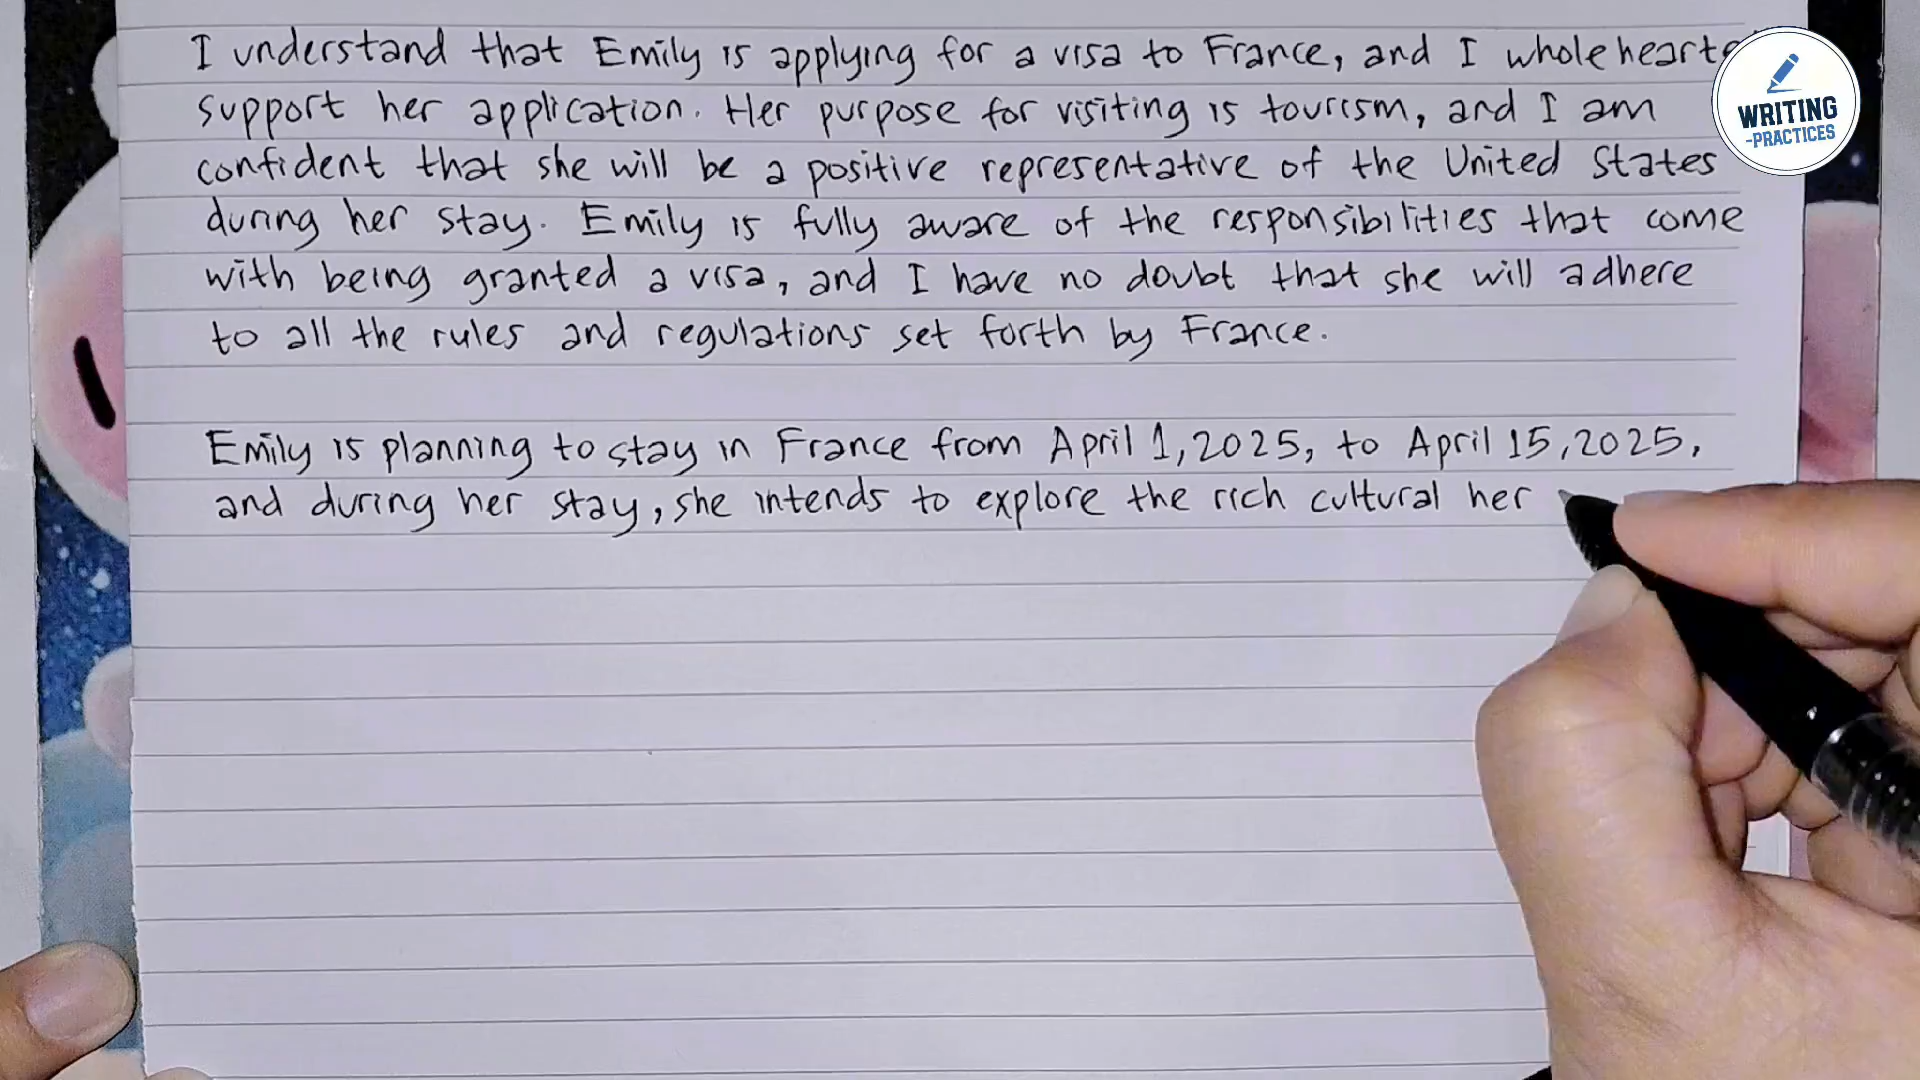 I understand that Emily is applying for a visa to France, and I whole hearte
support her application. Her purpose for visiting is tourism, and I am
confident that she will be a positive representative of the United States
during her stay. Emily is fully aware of the responsibilities that come
with being granted a visa, and I have no doubt that she will adhere
to all the rules and regulations set forth by France.
Emily is planning to stay in France from April 1, 2025, to April 15, 2025,
and during her stay, she intends to explore the rich cultural her
WRITING
-PRACTICES